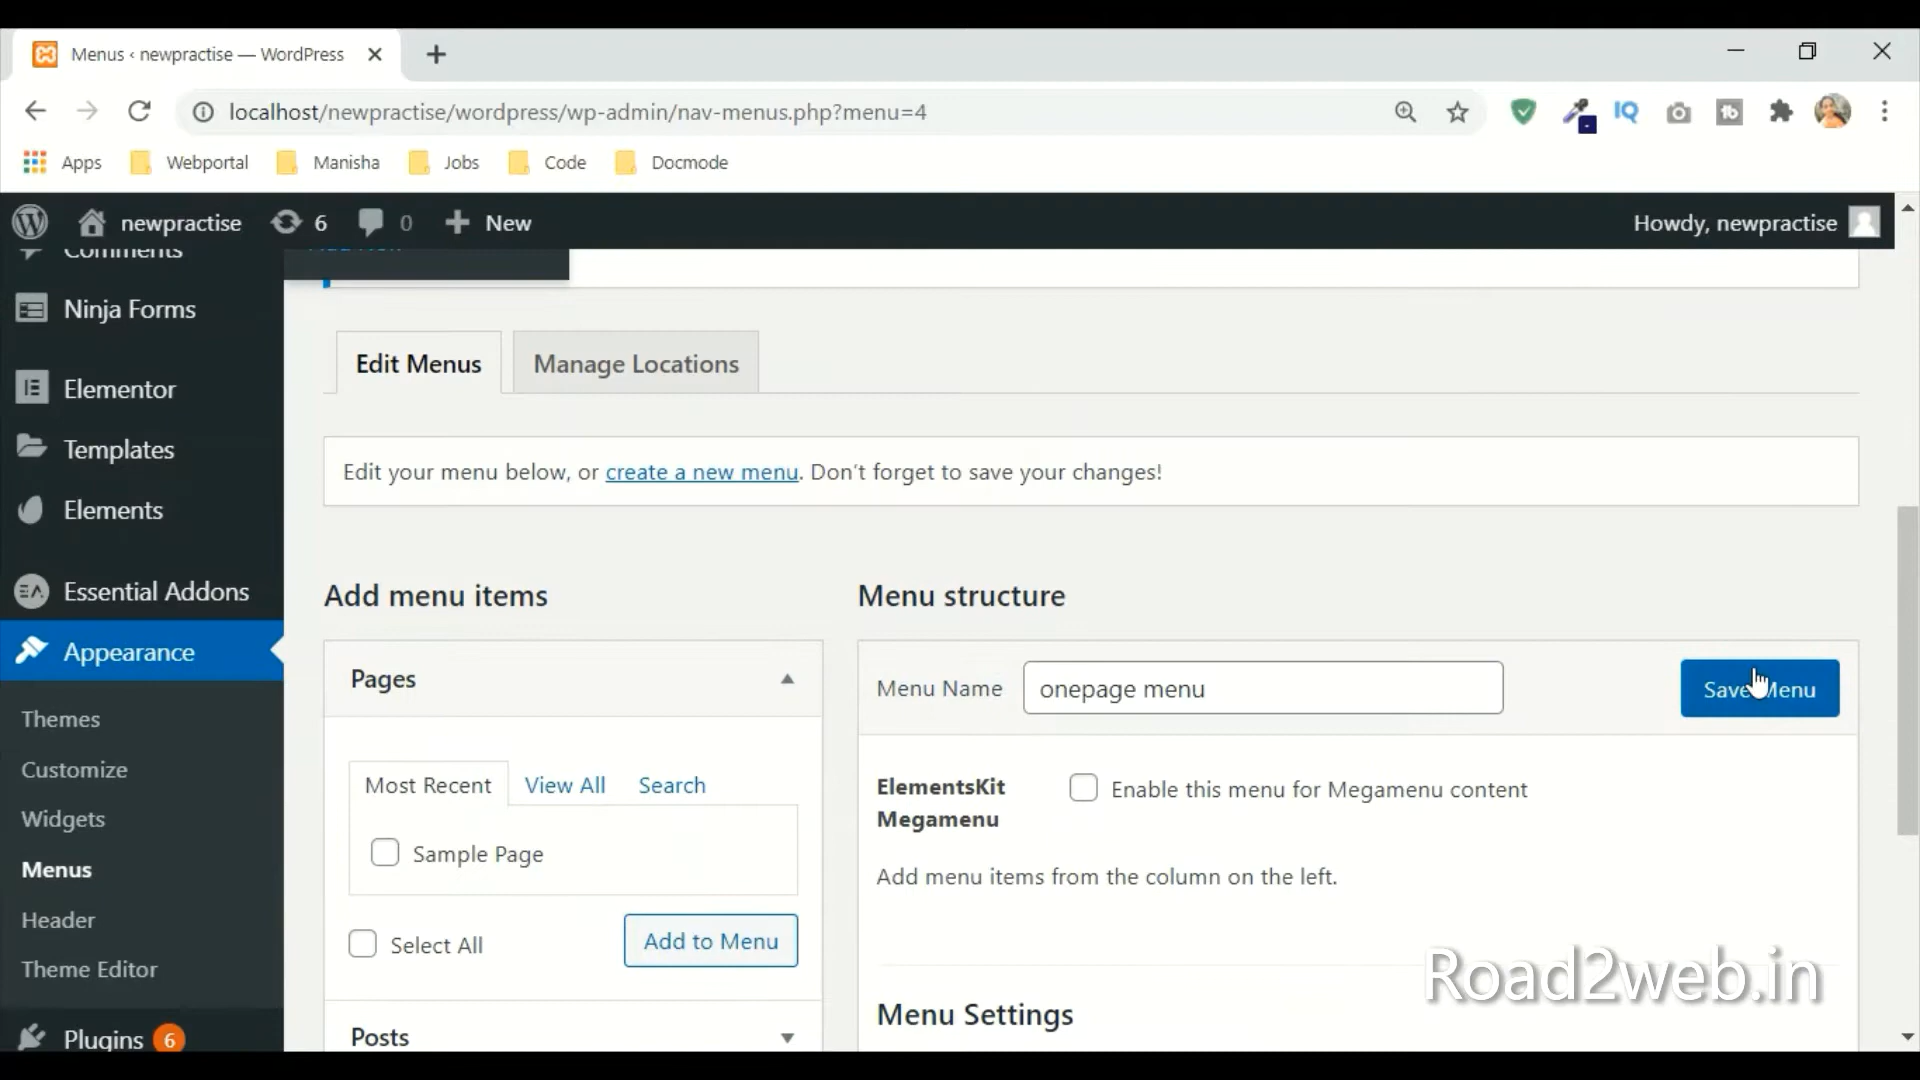 Menus ‹ newpractise — WordPress
localhost/newpractise/wordpress/wp-admin/nav-menus.php?menu=4
Apps Webportal Manisha Jobs Code Docmode
newpractise 6 0 New Howdy, newpractise
Comments
Ninja Forms
Elementor
Templates
Elements
Essential Addons
Appearance
Themes
Customize
Widgets
Menus
Header
Theme Editor
Plugins 6
Edit Menus Manage Locations
Edit your menu below, or create a new menu. Don't forget to save your changes!
Add menu items
Pages
Most Recent View All Search
Sample Page
Select All Add to Menu
Posts
Menu structure
Menu Name onepage menu Save Menu
ElementsKit
Megamenu
Enable this menu for Megamenu content
Add menu items from the column on the left.
Menu Settings
Road2web.in